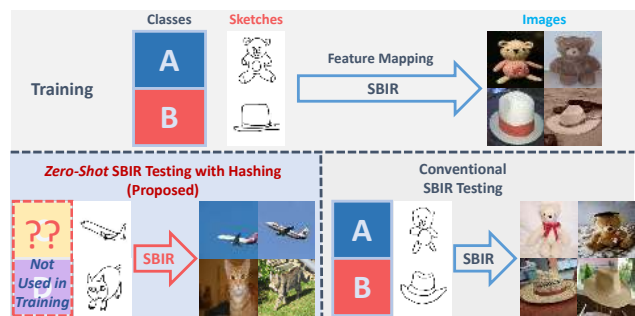 Classes
Sketches
Images
Training
A
B
Feature Mapping
SBIR
Zero-Shot SBIR Testing with Hashing
(Proposed)
??
Not
Used in
Training
SBIR
Conventional
SBIR Testing
A
B
SBIR